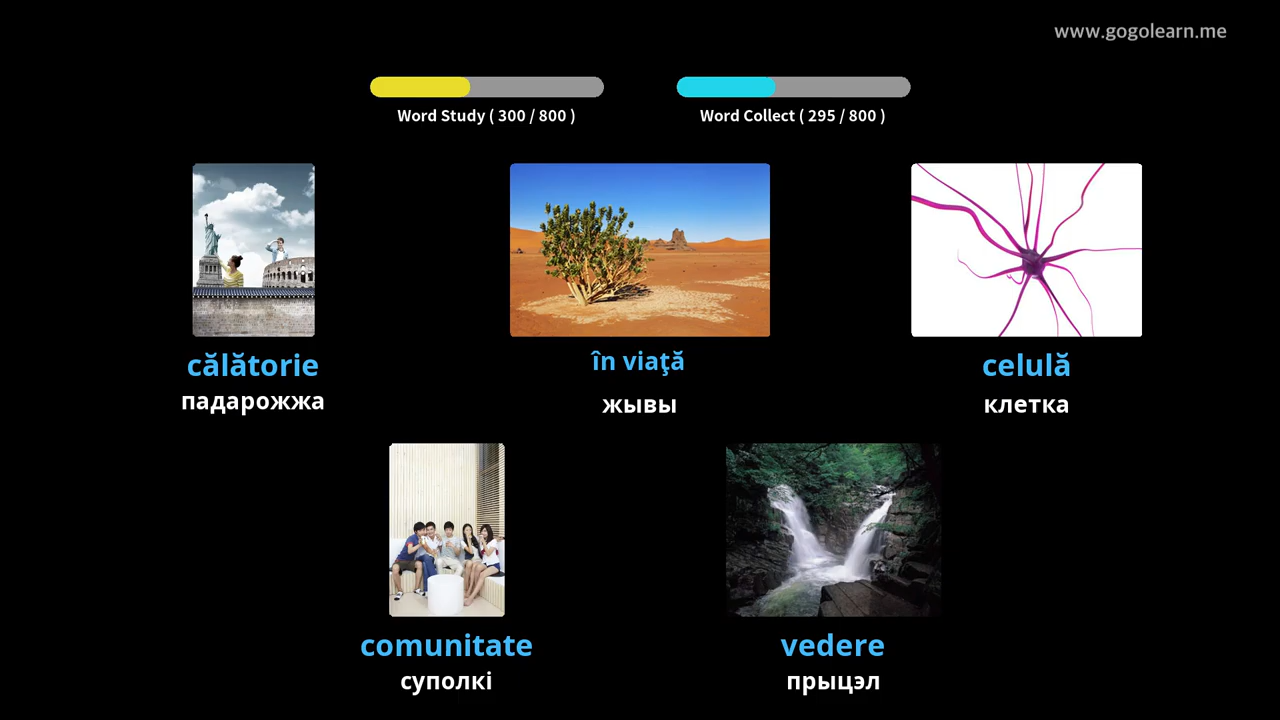 www.gogolearn.me
Word Study ( 300 / 800 )
Word Collect ( 295 / 800 )
călătorie
падарожжа
în viaţă
жывы
celulă
клетка
comunitate
суполкі
vedere
прыцэл